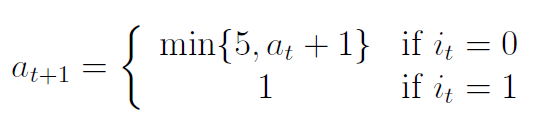 a_{t+1} = { min{5, a_t + 1} if i_t = 0
1 if i_t = 1